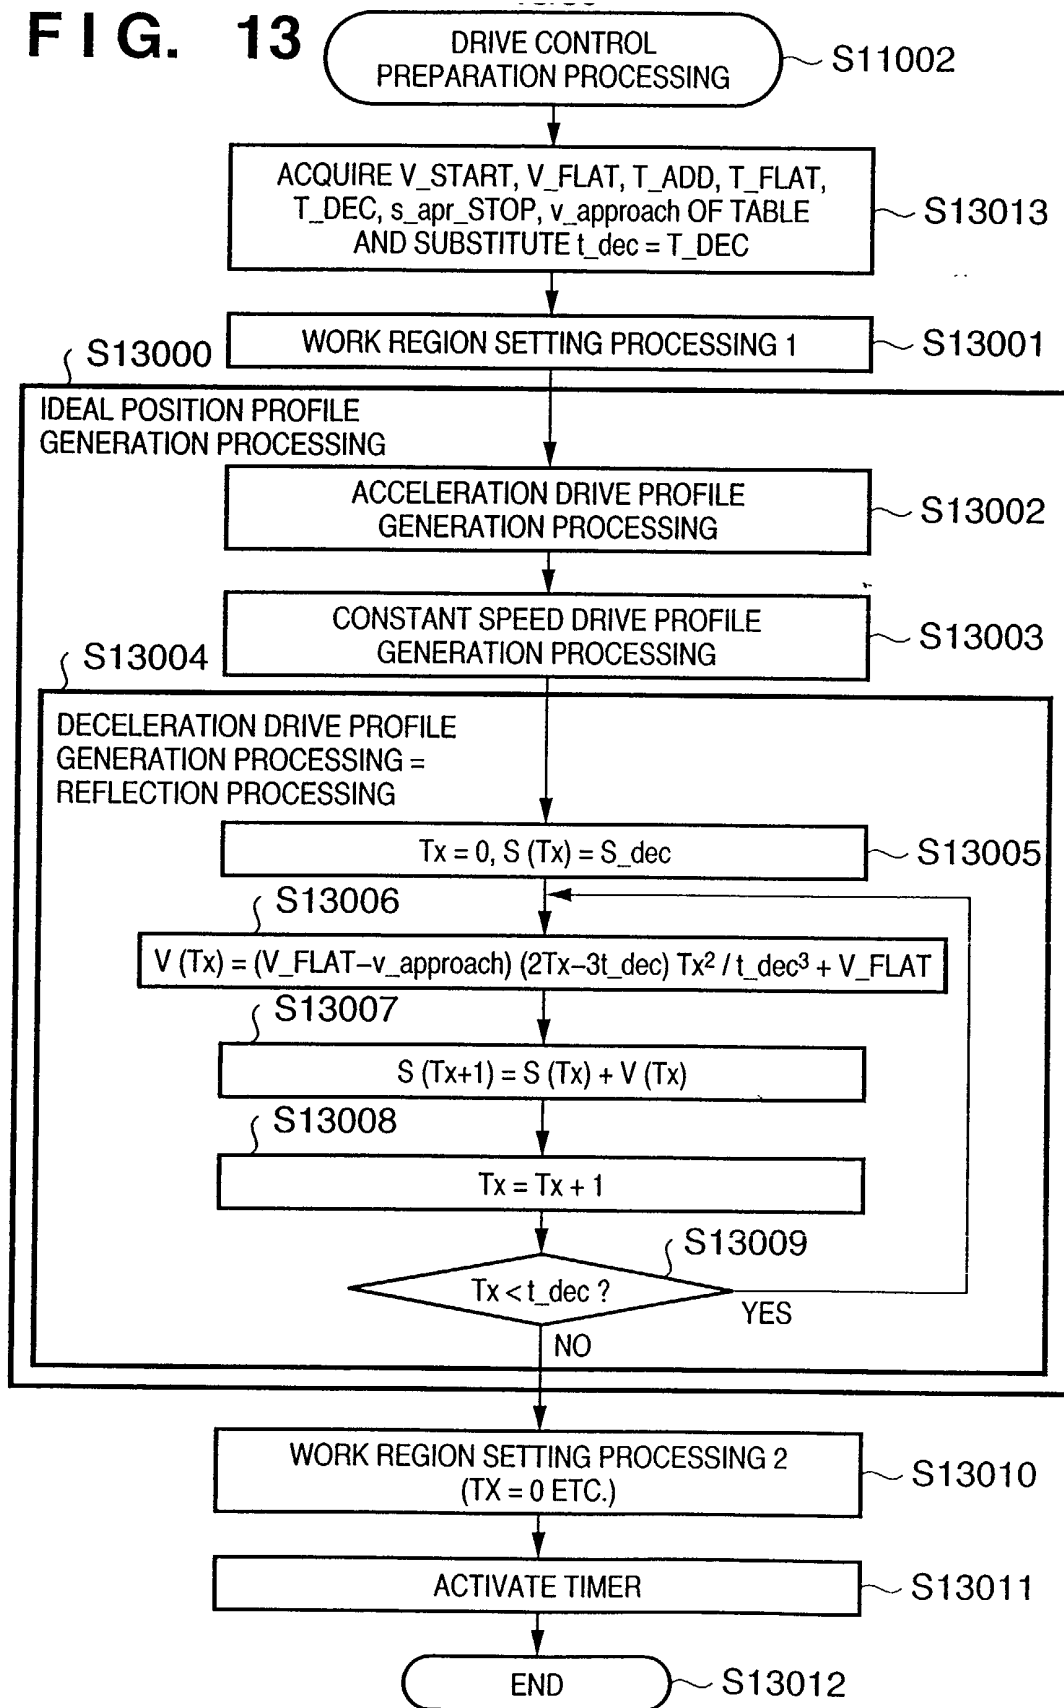 FIG. 13
DRIVE CONTROL
PREPARATION PROCESSING
S11002
ACQUIRE V_START, V_FLAT, T_ADD, T_FLAT,
T_DEC, s_apr_STOP, v_approach OF TABLE
AND SUBSTITUTE t_dec = T_DEC
S13013
WORK REGION SETTING PROCESSING 1
S13001
S13000
IDEAL POSITION PROFILE
GENERATION PROCESSING
ACCELERATION DRIVE PROFILE
GENERATION PROCESSING
S13002
CONSTANT SPEED DRIVE PROFILE
GENERATION PROCESSING
S13003
S13004
DECELERATION DRIVE PROFILE
GENERATION PROCESSING =
REFLECTION PROCESSING
Tx = 0, S (Tx) = S_dec
S13005
S13006
V (Tx) = (V_FLAT–v_approach) (2Tx–3t_dec) Tx² / t_dec³ + V_FLAT
S13007
S (Tx+1) = S (Tx) + V (Tx)
S13008
Tx = Tx + 1
S13009
Tx < t_dec ?
YES
NO
WORK REGION SETTING PROCESSING 2
(TX = 0 ETC.)
S13010
ACTIVATE TIMER
S13011
END
S13012